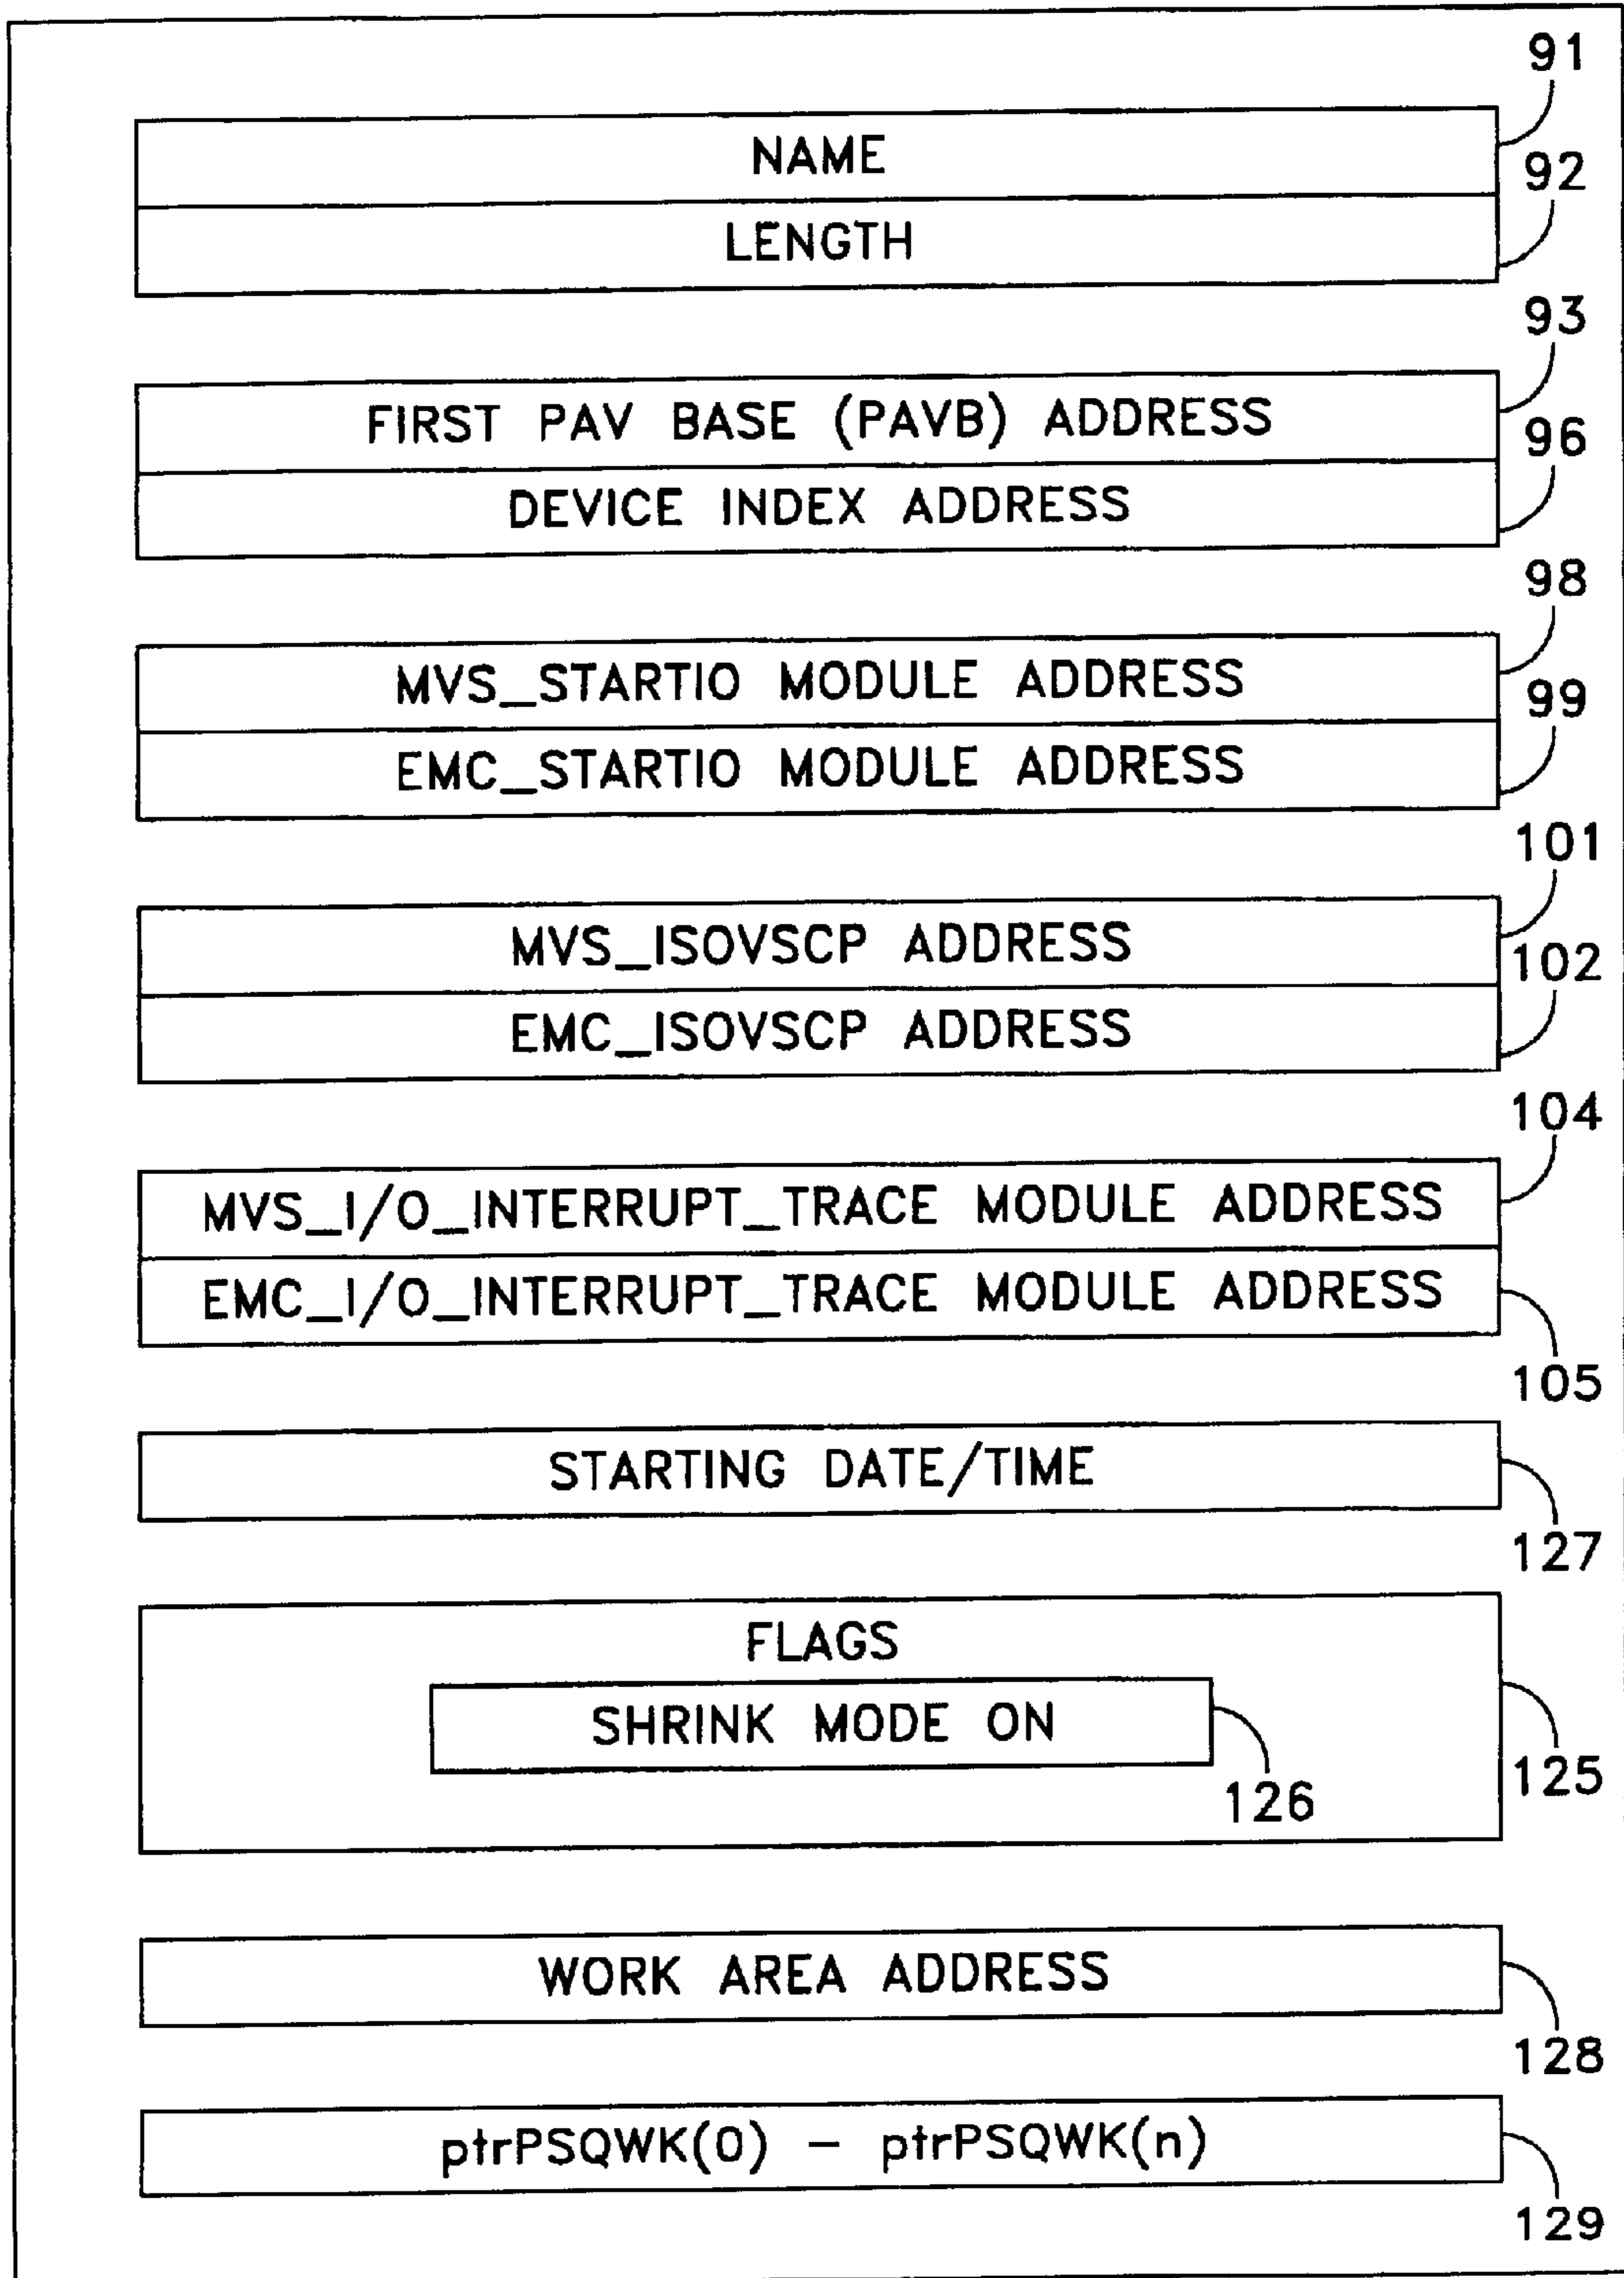 91
NAME
92
LENGTH
93
FIRST PAV BASE (PAVB) ADDRESS
96
DEVICE INDEX ADDRESS
98
MVS_STARTIO MODULE ADDRESS
99
EMC_STARTIO MODULE ADDRESS
101
MVS_ISOVSCP ADDRESS
102
EMC_ISOVSCP ADDRESS
104
MVS_I/O_INTERRUPT_TRACE MODULE ADDRESS
EMC_I/O_INTERRUPT_TRACE MODULE ADDRESS
105
STARTING DATE/TIME
127
FLAGS
SHRINK MODE ON
125
126
WORK AREA ADDRESS
128
ptrPSQWK(0) – ptrPSQWK(n)
129